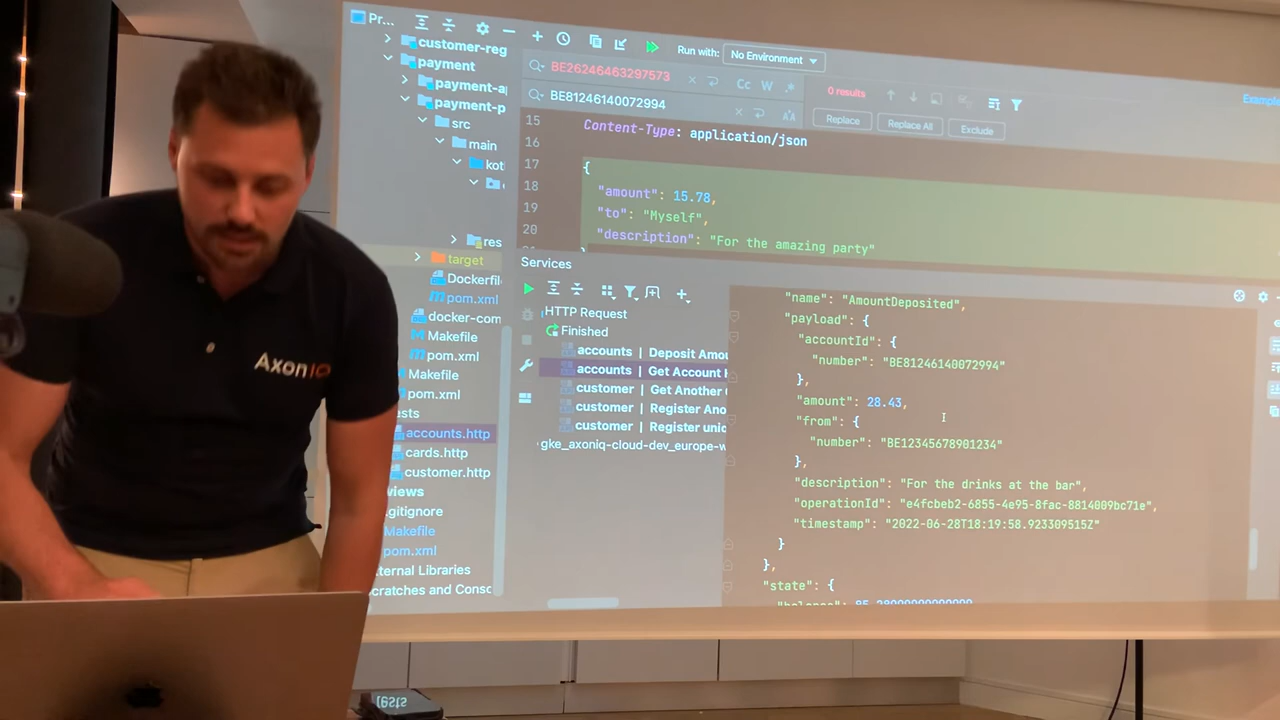 Pr...
customer-reg
payment
payment-a
payment-p
src
main
kot
res
target
Dockerfil
pom.xml
docker-com
Makefile
pom.xml
Makefile
pom.xml
ests
accounts.http
cards.http
customer.http
views
.gitignore
Makefile
pom.xml
ternal Libraries
cratches and Consc
Run with: No Environment
BE26246463297573
Cc W .*
0 results
BE81246140072994
Replace
Replace All
Exclude
Example
15 Content-Type: application/json
16
17 {
18 "amount": 15.78,
19 "to": "Myself",
20 "description": "For the amazing party"
Services
HTTP Request
Finished
accounts | Deposit Amou
accounts | Get Account H
customer | Get Another
customer | Register Ano
customer | Register unic
gke_axoniq-cloud-dev_europe-w
"name": "AmountDeposited",
"payload": {
"accountId": {
"number": "BE81246140072994"
},
"amount": 28.43,
"from": {
"number": "BE12345678901234"
},
"description": "For the drinks at the bar",
"operationId": "e4fcbeb2-6855-4e95-8fac-8814009bc71e",
"timestamp": "2022-06-28T18:19:58.923309515Z"
}
},
"state": {
AxonIQ